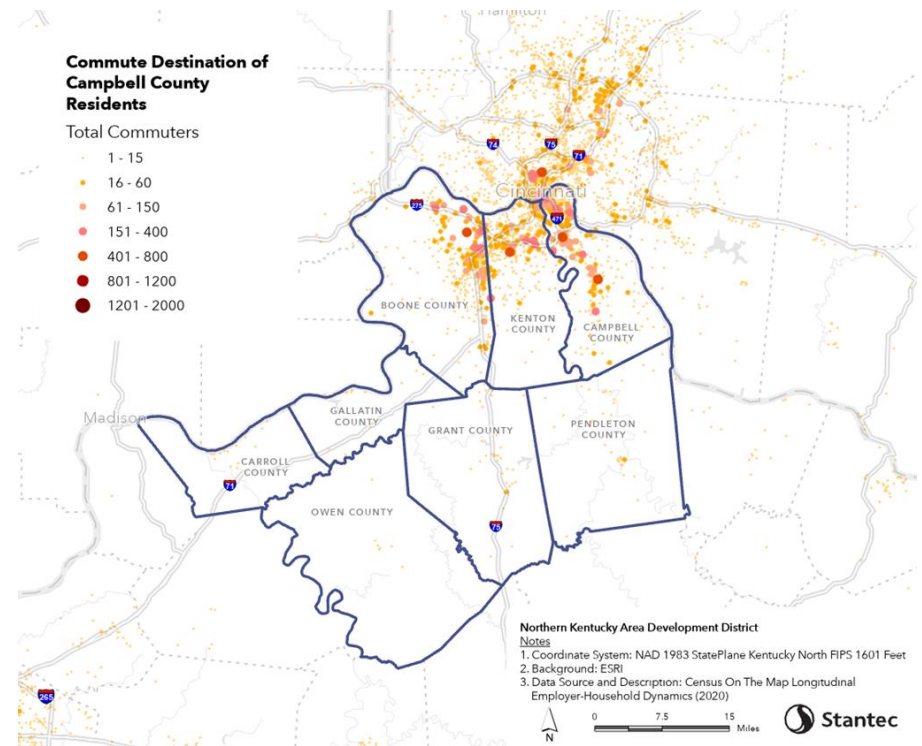 Hamilton
Commute Destination of
Campbell County
Residents
Total Commuters
1 - 15
16 - 60
61 - 150
151 - 400
401 - 800
801 - 1200
1201 - 2000
74
75
71
Cincinnati
275
471
BOONE COUNTY
KENTON
COUNTY
CAMPBELL
COUNTY
Madison
GALLATIN
COUNTY
GRANT COUNTY
PENDLETON
COUNTY
CARROLL
COUNTY
71
OWEN COUNTY
75
265
Northern Kentucky Area Development District
Notes
1. Coordinate System: NAD 1983 StatePlane Kentucky North FIPS 1601 Feet
2. Background: ESRI
3. Data Source and Description: Census On The Map Longitudinal
Employer-Household Dynamics (2020)
N
0 7.5 15
Miles
Stantec